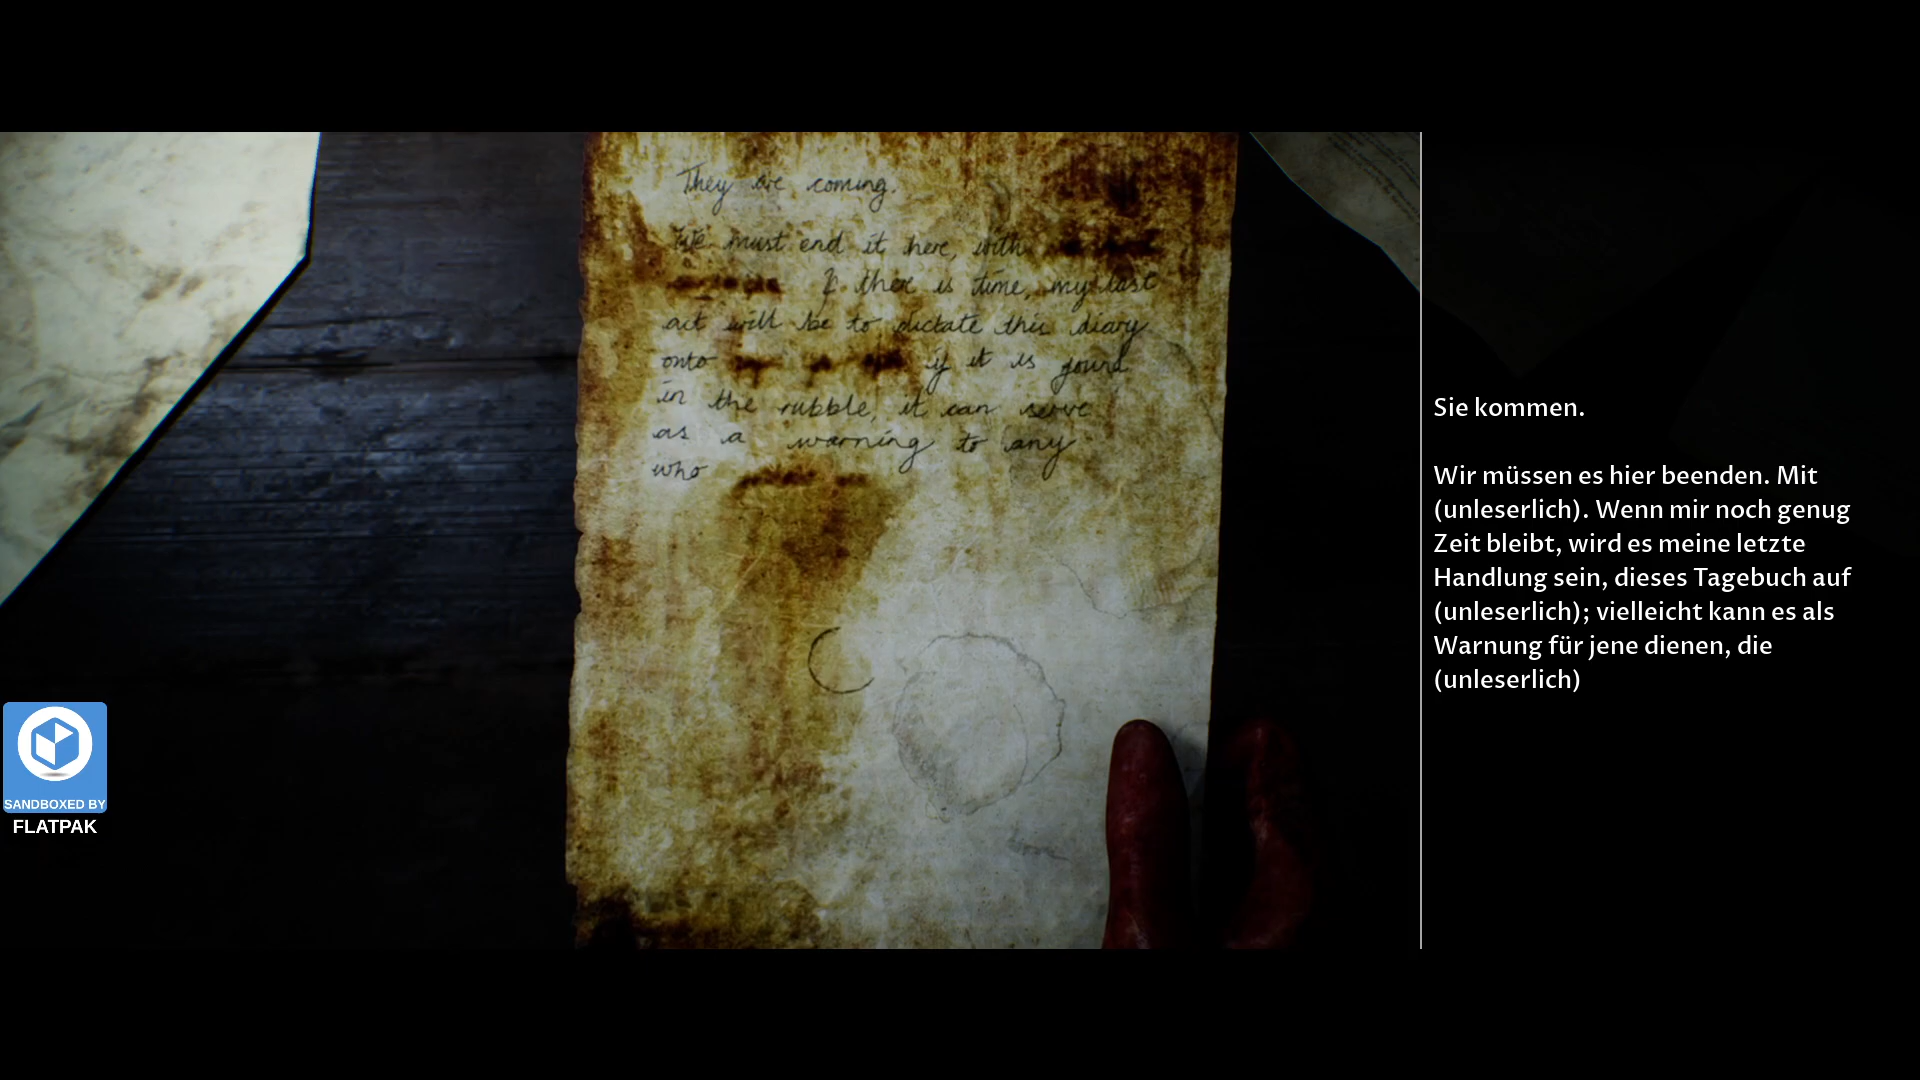 They are coming.
We must end it here, with
If there is time, my last
act will be to dictate this diary
onto if it is found
in the rubble, it can serve
as a warning to any
who
Sie kommen.
Wir müssen es hier beenden. Mit
(unleserlich). Wenn mir noch genug
Zeit bleibt, wird es meine letzte
Handlung sein, dieses Tagebuch auf
(unleserlich); vielleicht kann es als
Warnung für jene dienen, die
(unleserlich)
SANDBOXED BY
FLATPAK